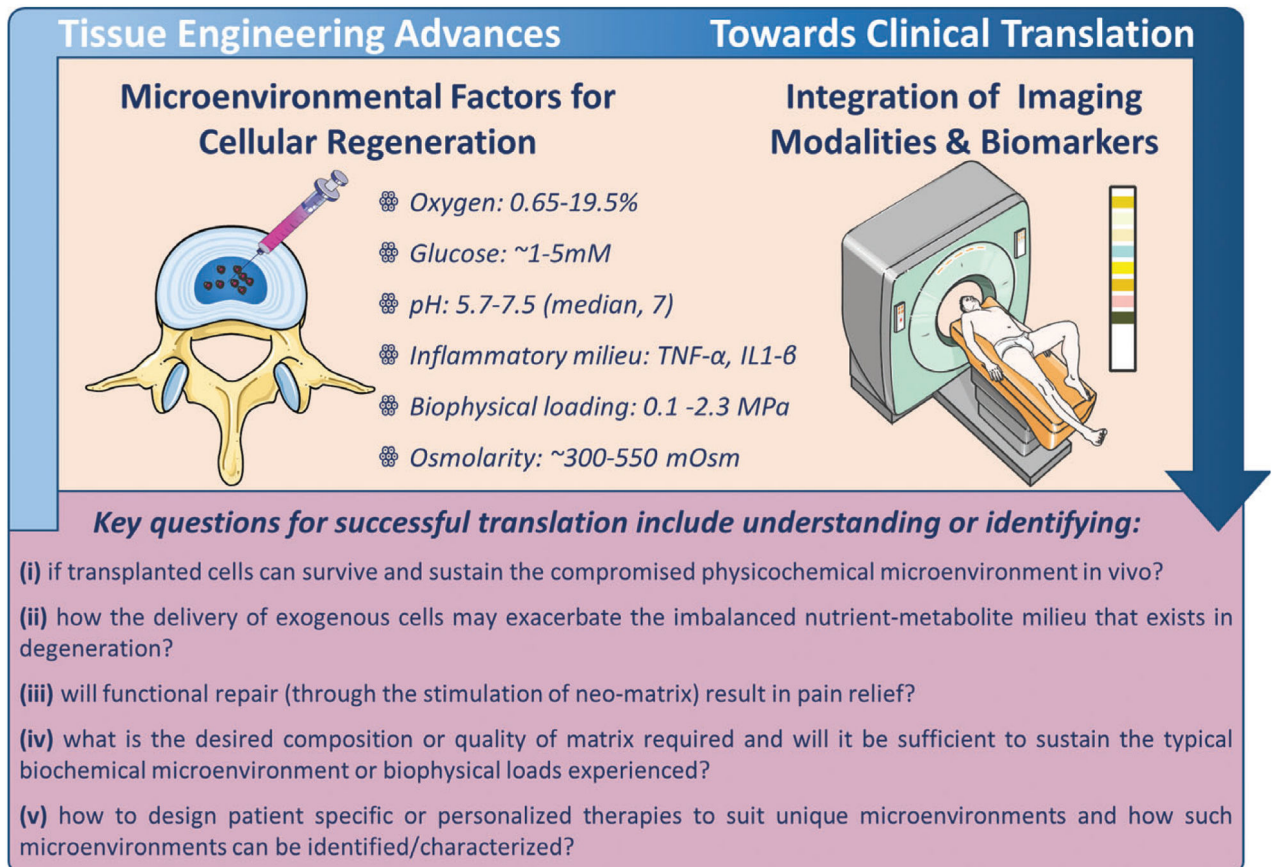 Tissue Engineering Advances Towards Clinical Translation
Microenvironmental Factors for
Cellular Regeneration
Oxygen: 0.65-19.5%
Glucose: ~1-5mM
pH: 5.7-7.5 (median, 7)
Inflammatory milieu: TNF-α, IL1-β
Biophysical loading: 0.1 -2.3 MPa
Osmolarity: ~300-550 mOsm
Integration of Imaging
Modalities & Biomarkers
Key questions for successful translation include understanding or identifying:
(i) if transplanted cells can survive and sustain the compromised physicochemical microenvironment in vivo?
(ii) how the delivery of exogenous cells may exacerbate the imbalanced nutrient-metabolite milieu that exists in
degeneration?
(iii) will functional repair (through the stimulation of neo-matrix) result in pain relief?
(iv) what is the desired composition or quality of matrix required and will it be sufficient to sustain the typical
biochemical microenvironment or biophysical loads experienced?
(v) how to design patient specific or personalized therapies to suit unique microenvironments and how such
microenvironments can be identified/characterized?